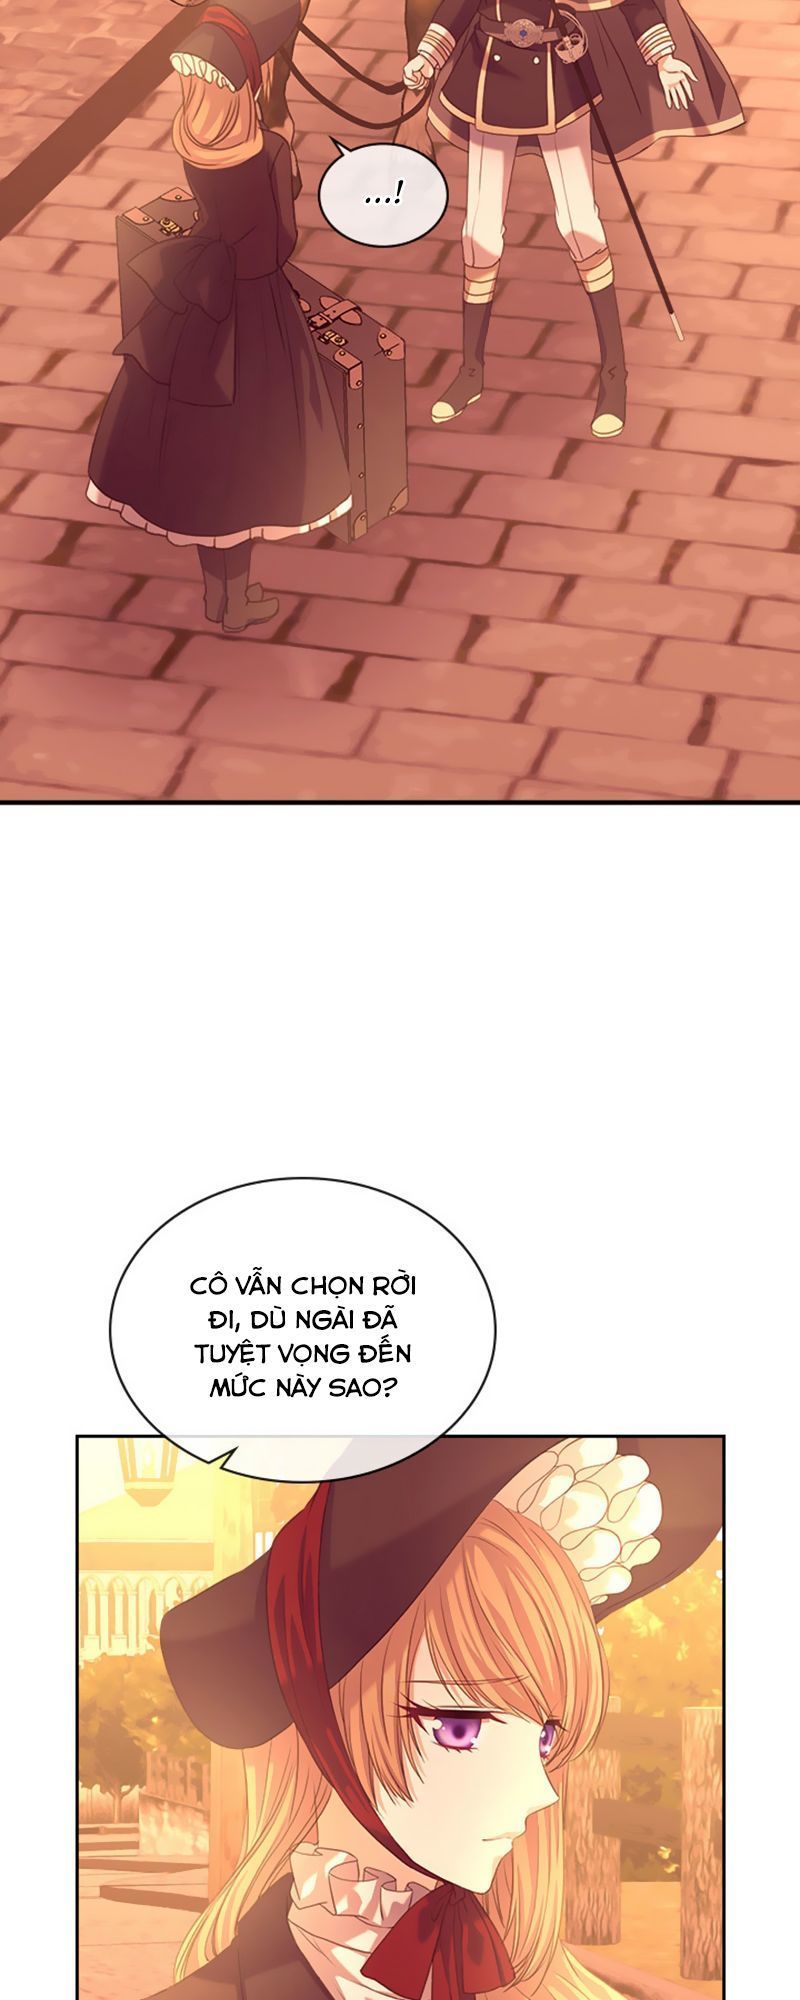 ...!
CÔ VẪN CHỌN RỜI
ĐI, DÙ NGÀI ĐÃ
TUYỆT VỌNG ĐẾN
MỨC NÀY SAO?